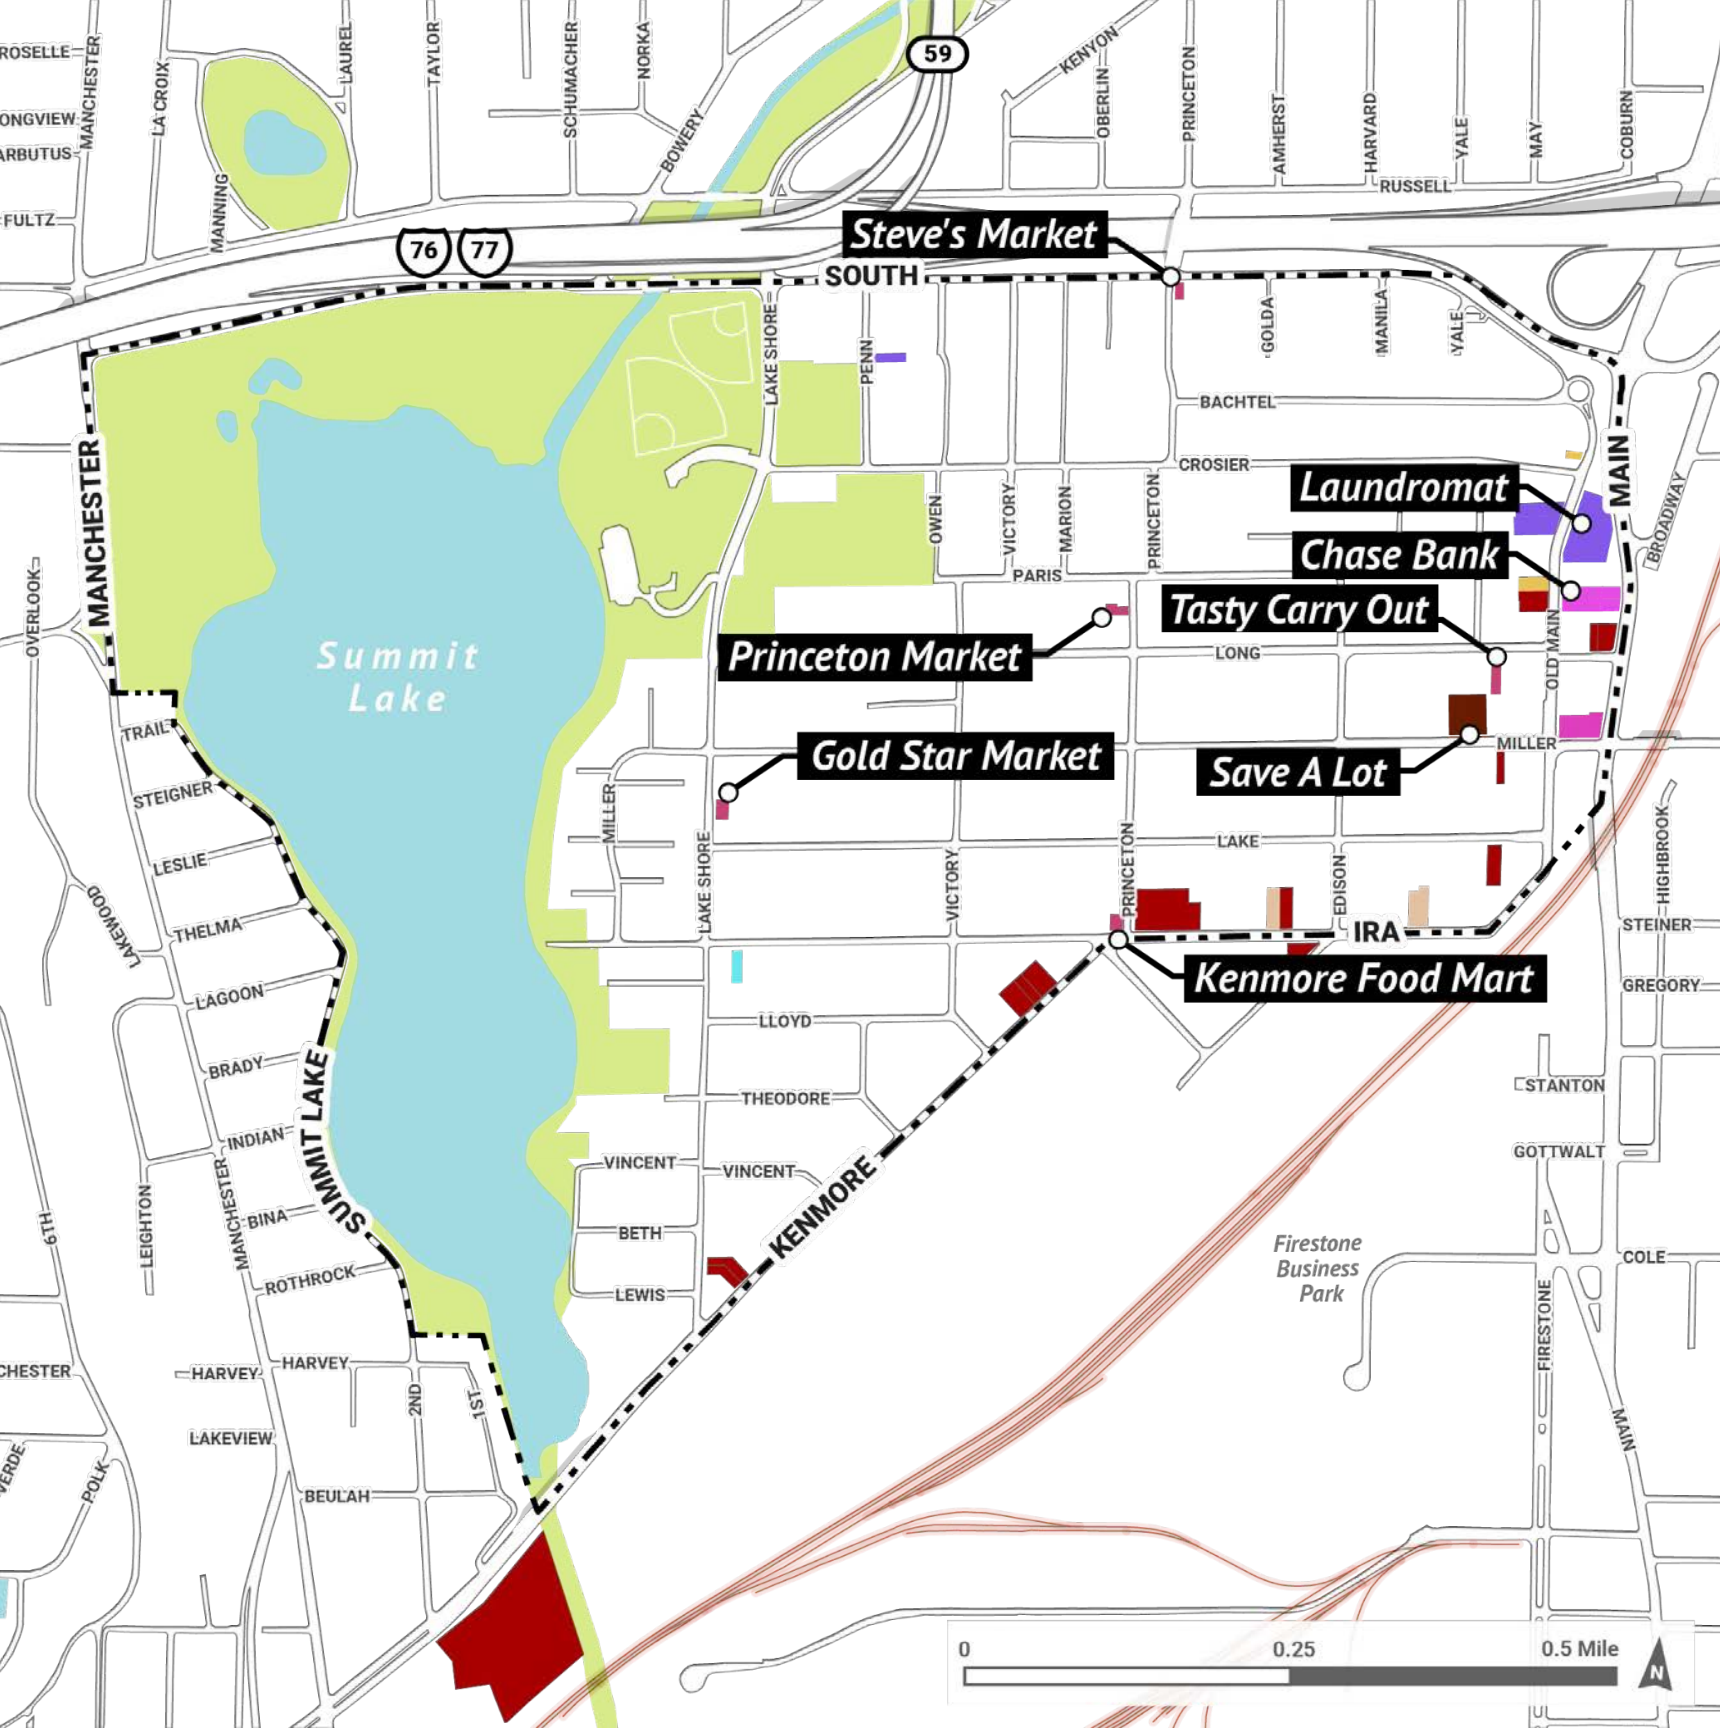 ROSELLE
MANCHESTER
LA CROIX
LAUREL
TAYLOR
SCHUMACHER
NORKA
59
KENYON
OBERLIN
PRINCETON
AMHERST
HARVARD
YALE
MAY
COBURN
ONGVIEW
ARBUTUS
BOWERY
MANNING
RUSSELL
FULTZ
76
77
Steve's Market
SOUTH
LAKE SHORE
PENN
GOLDA
MANILA
YALE
BACHTEL
MANCHESTER
CROSIER
MAIN
Laundromat
BROADWAY
OWEN
VICTORY
MARION
PRINCETON
Chase Bank
PARIS
OVERLOOK
Tasty Carry Out
OLD MAIN
Summit
Lake
Princeton Market
LONG
TRAIL
Gold Star Market
MILLER
Save A Lot
STEIGNER
MILLER
LAKE SHORE
LAKE
HIGHBROOK
LESLIE
VICTORY
PRINCETON
EDISON
LAKEWOOD
THELMA
IRA
STEINER
Kenmore Food Mart
GREGORY
LAGOON
LLOYD
BRADY
SUMMIT LAKE
STANTON
THEODORE
INDIAN
GOTTWALT
SUMMIT
VINCENT
VINCENT
KENMORE
6TH
LEIGHTON
MANCHESTER
BINA
BETH
Firestone
Business
Park
COLE
ROTHROCK
LEWIS
FIRESTONE
CHESTER
HARVEY
HARVEY
2ND
1ST
MAIN
LAKEVIEW
VERDE
POLK
BEULAH
0
0.25
0.5 Mile
N